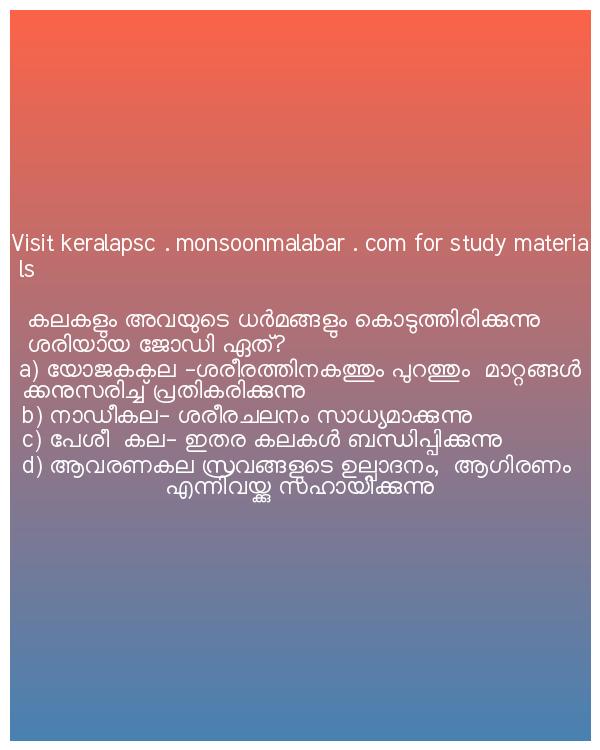 Visit keralapsc . monsoonmalabar . com for study materia
ls
കലകളും അവയുടെ ധർമങ്ങളും കൊടുത്തിരിക്കുന്നു
ശരിയായ ജോഡി ഏത്?
a) യോജകകല -ശരീരത്തിനകത്തും പുറത്തും മാറ്റങ്ങൾ
ക്കനുസരിച്ച് പ്രതികരിക്കുന്നു
b) നാഡീകല- ശരീരചലനം സാധ്യമാക്കുന്നു
c) പേശീ കല- ഇതര കലകൾ ബന്ധിപ്പിക്കുന്നു
d) ആവരണകല സ്രവങ്ങളുടെ ഉല്പാദനം, ആഗിരണം
എന്നിവയ്ക്കു സഹായിക്കുന്നു